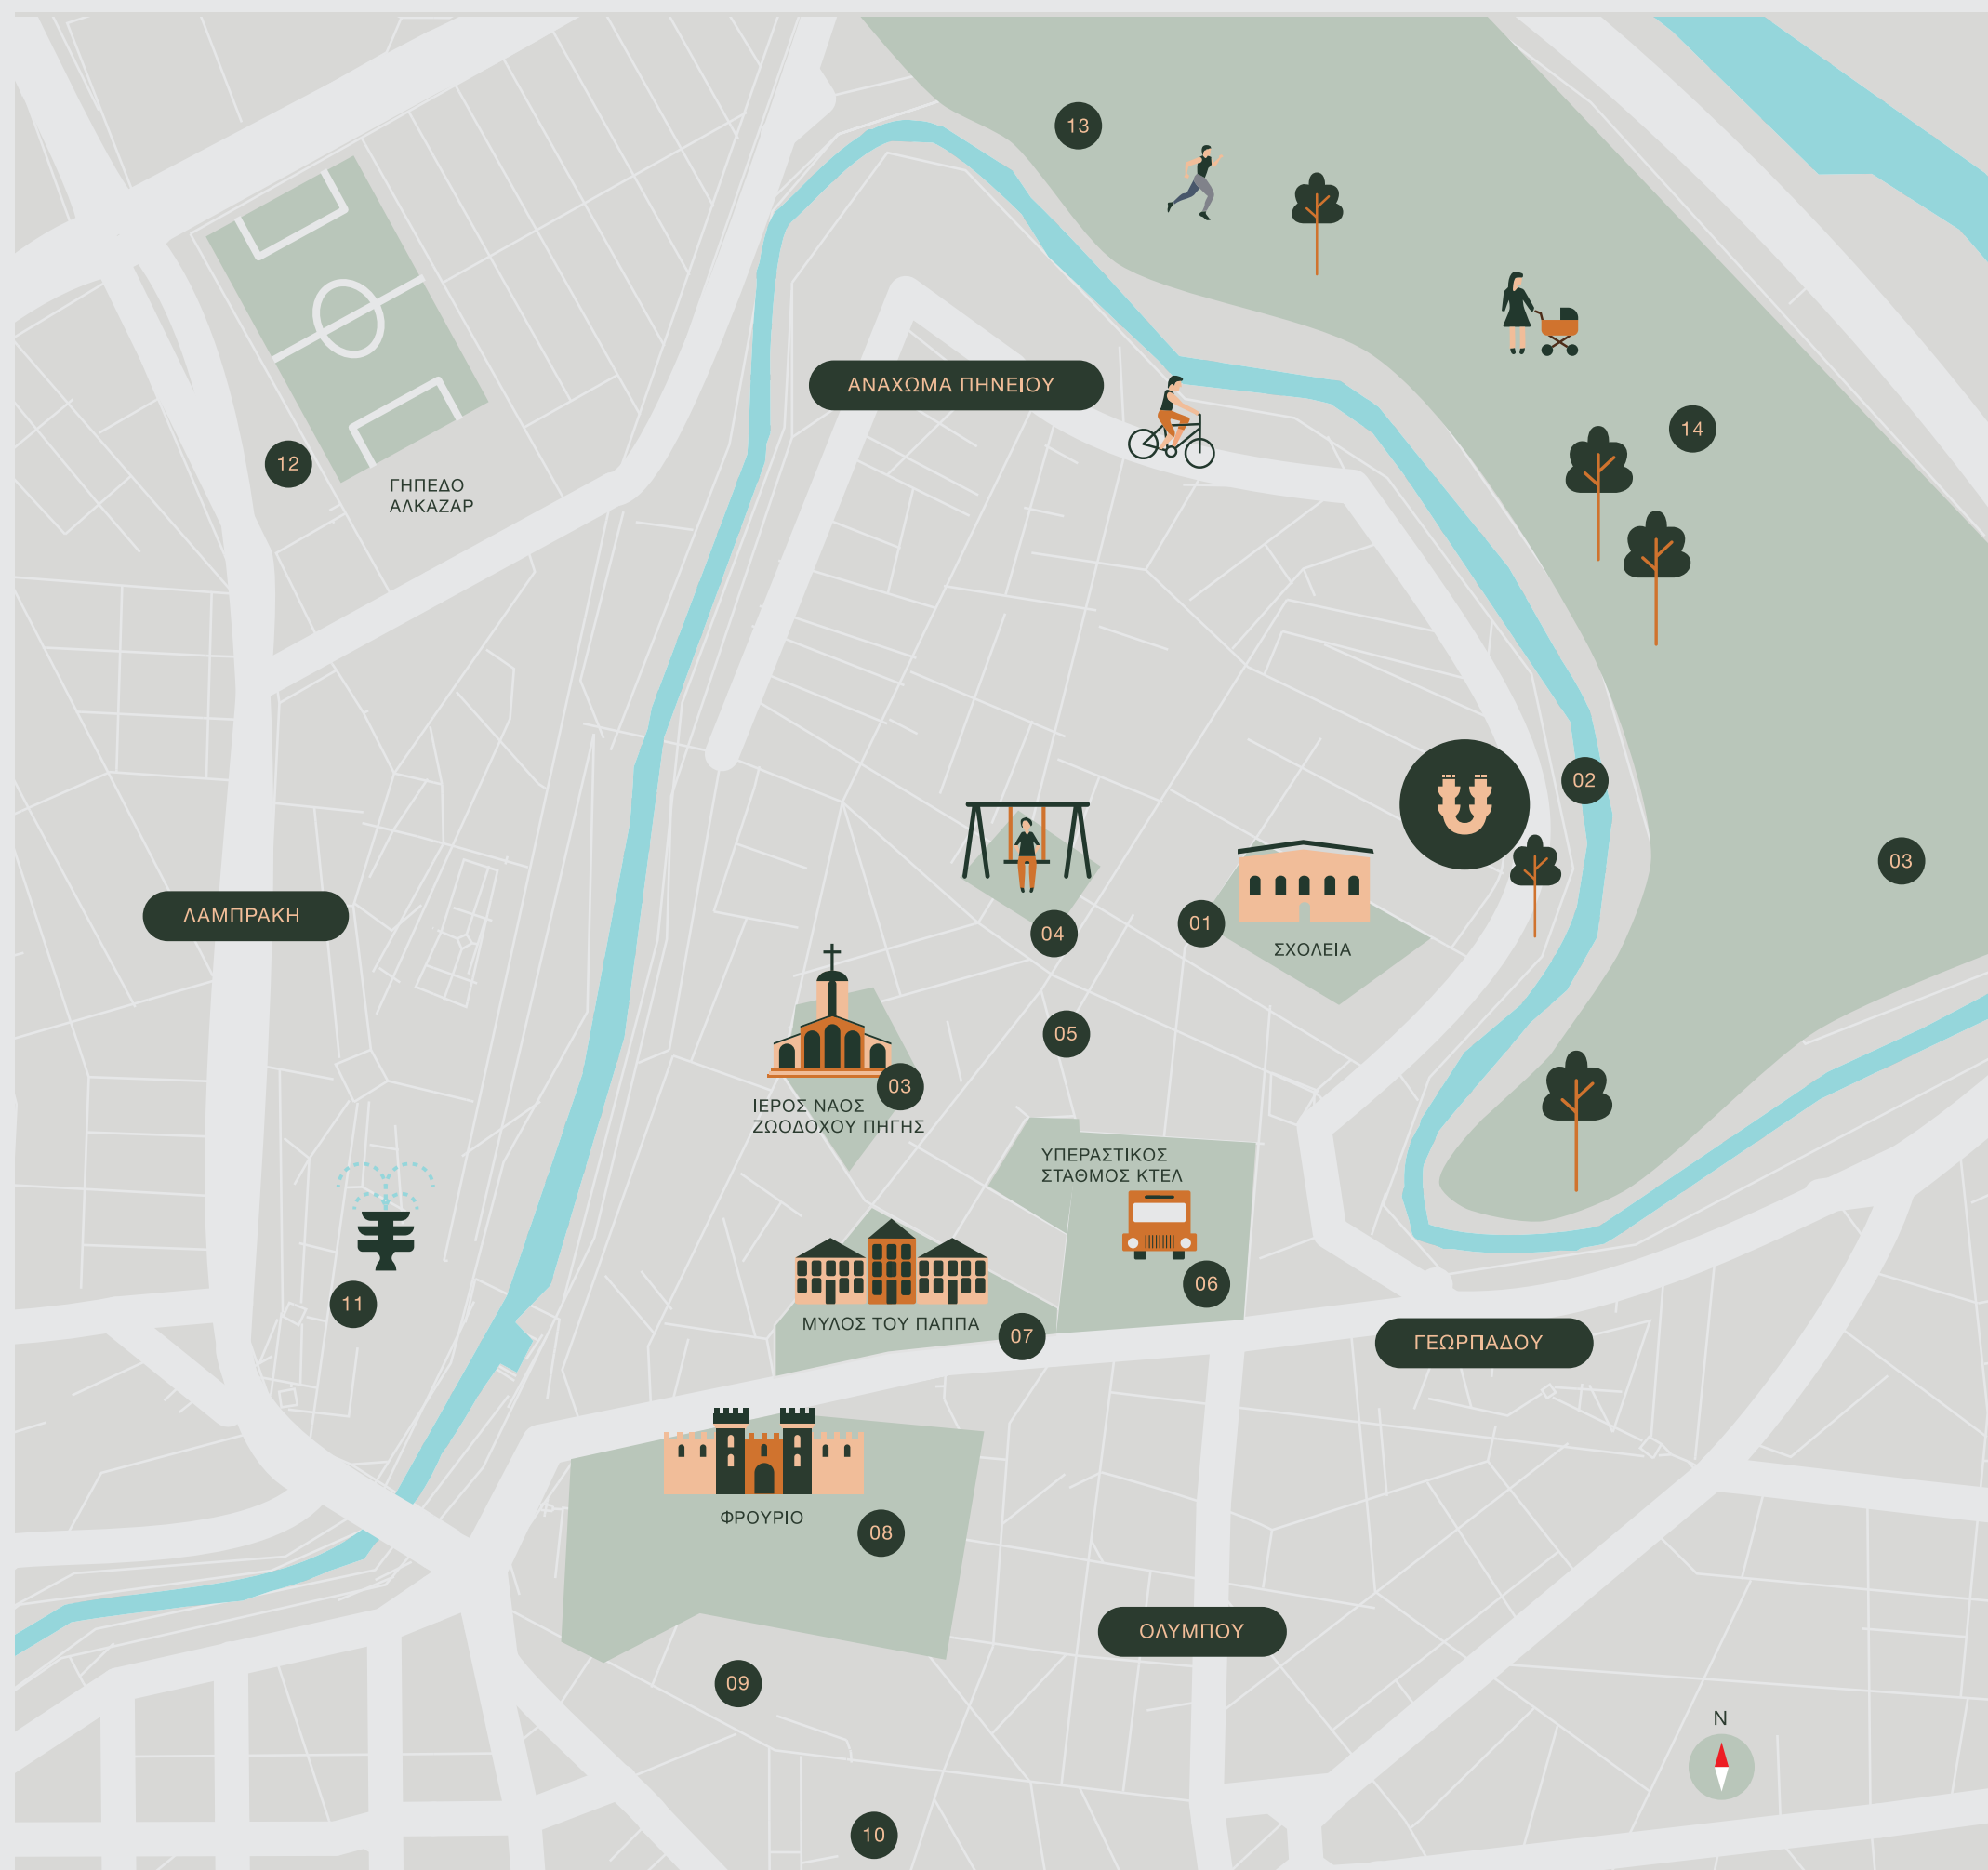 13
ΑΝΑΧΩΜΑ ΠΗΝΕΙΟΥ
14
12
ΓΗΠΕΔΟ
ΑΛΚΑΖΑΡ
02
03
ΛΑΜΠΡΑΚΗ
04
01
ΣΧΟΛΕΙΑ
05
03
ΙΕΡΟΣ ΝΑΟΣ
ΖΩΟΔΟΧΟΥ ΠΗΓΗΣ
ΥΠΕΡΑΣΤΙΚΟΣ
ΣΤΑΘΜΟΣ ΚΤΕΛ
06
11
ΜΥΛΟΣ ΤΟΥ ΠΑΠΠΑ
07
ΓΕΩΡΠΑΔΟΥ
ΦΡΟΥΡΙΟ
08
ΟΛΥΜΠΟΥ
09
N
10